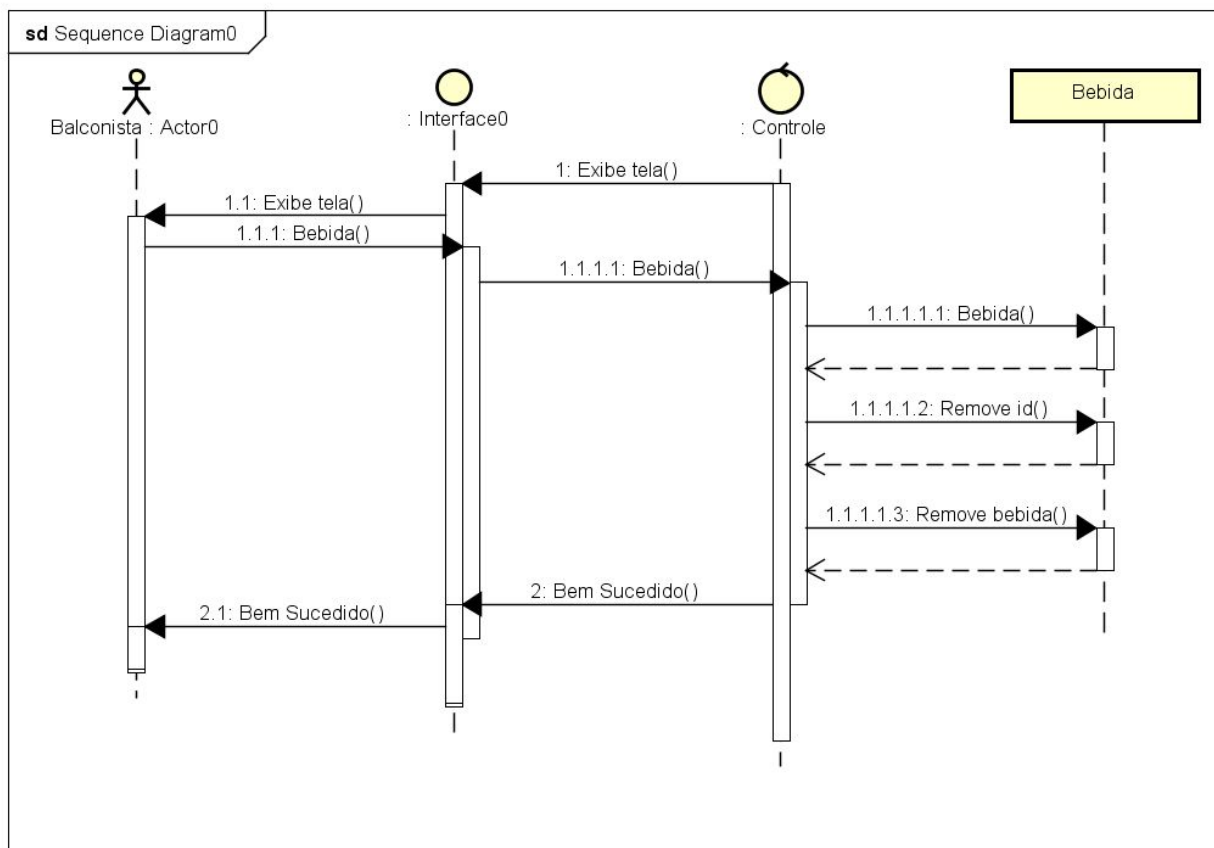 sd Sequence Diagram0
Balconista : Actor0
: Interface0
: Controle
Bebida
1: Exibe tela()
1.1: Exibe tela()
1.1.1: Bebida()
1.1.1.1: Bebida()
1.1.1.1.1: Bebida()
1.1.1.1.2: Remove id()
1.1.1.1.3: Remove bebida()
2: Bem Sucedido()
2.1: Bem Sucedido()